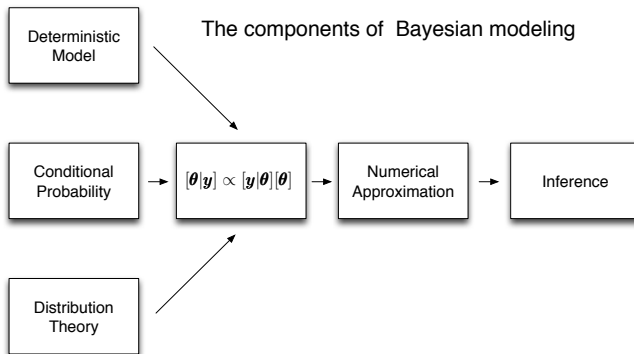 The components of Bayesian modeling
Deterministic
Model
Conditional
Probability
[θ|y] ∝ [y|θ][θ]
Numerical
Approximation
Inference
Distribution
Theory